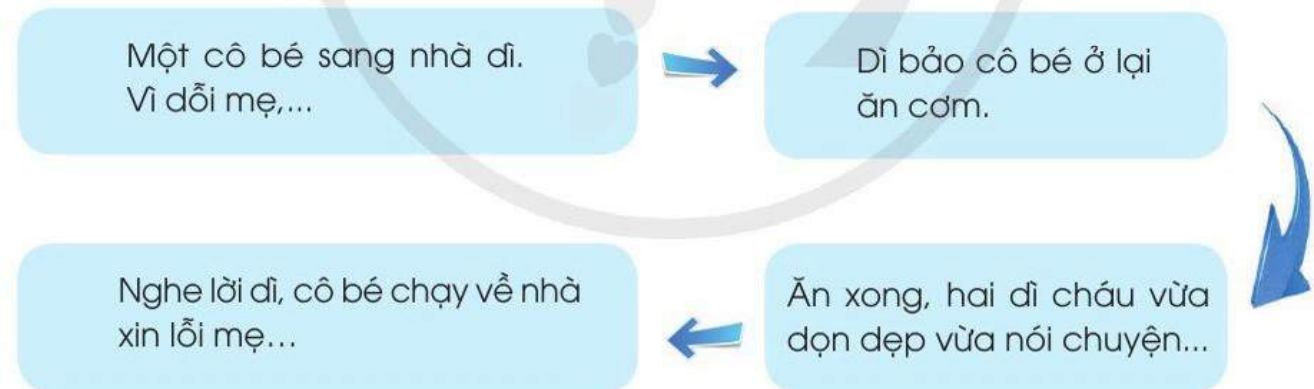 Một cô bé sang nhà dì.
Vì dỗi mẹ,...
Dì bảo cô bé ở lại
ăn cơm.
Ăn xong, hai dì cháu vừa
dọn dẹp vừa nói chuyện...
Nghe lời dì, cô bé chạy về nhà
xin lỗi mẹ...